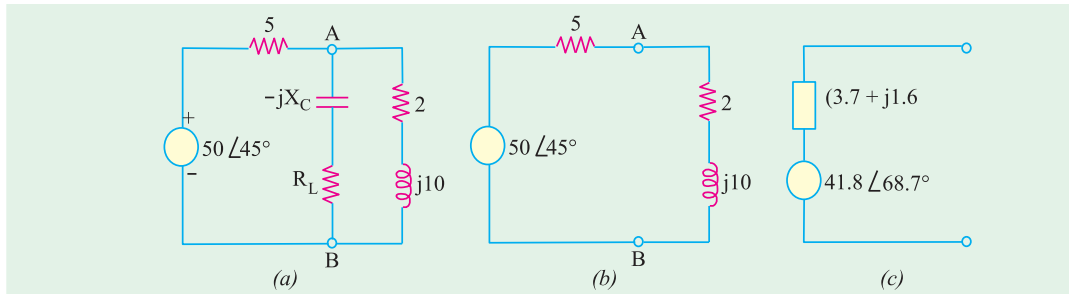 5
A
−jX_C
2
+
50 ∠45°
−
R_L
j10
B
(a)
5
A
2
50 ∠45°
j10
B
(b)
(3.7 + j1.6
41.8 ∠68.7°
(c)